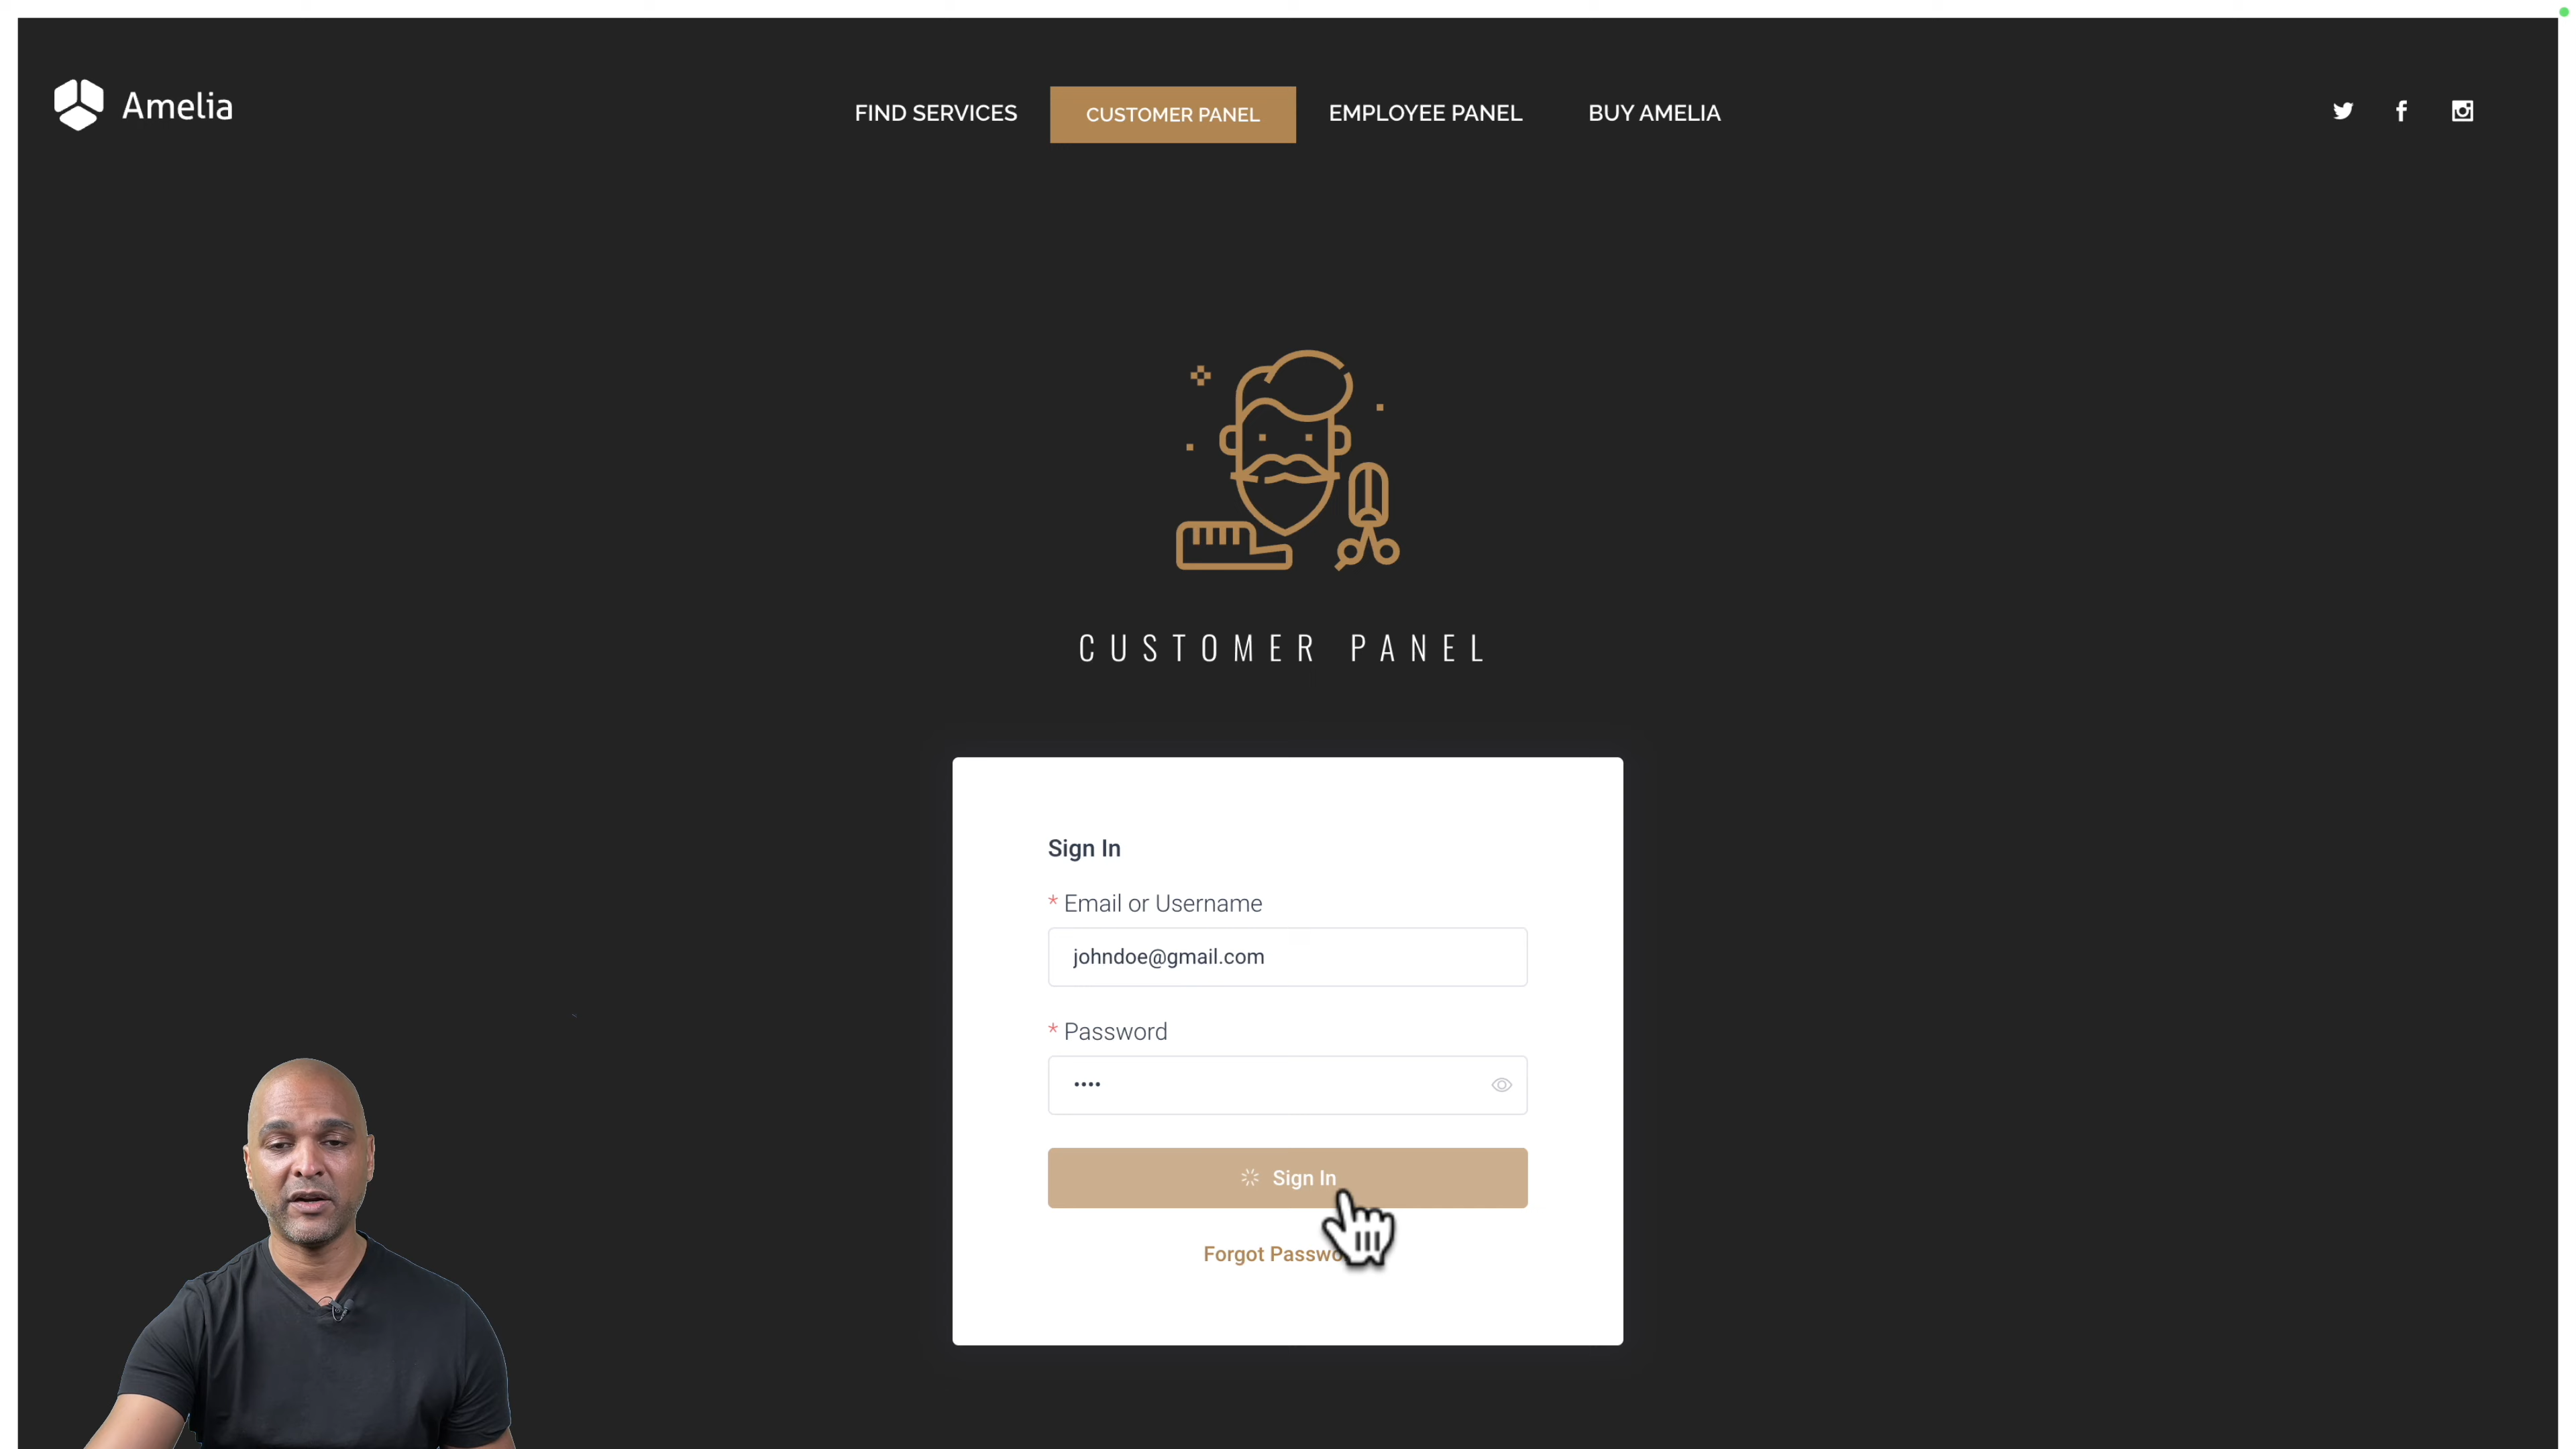 Amelia
FIND SERVICES
CUSTOMER PANEL
EMPLOYEE PANEL
BUY AMELIA
CUSTOMER PANEL
Sign In
* Email or Username
johndoe@gmail.com
* Password
••••
Sign In
Forgot